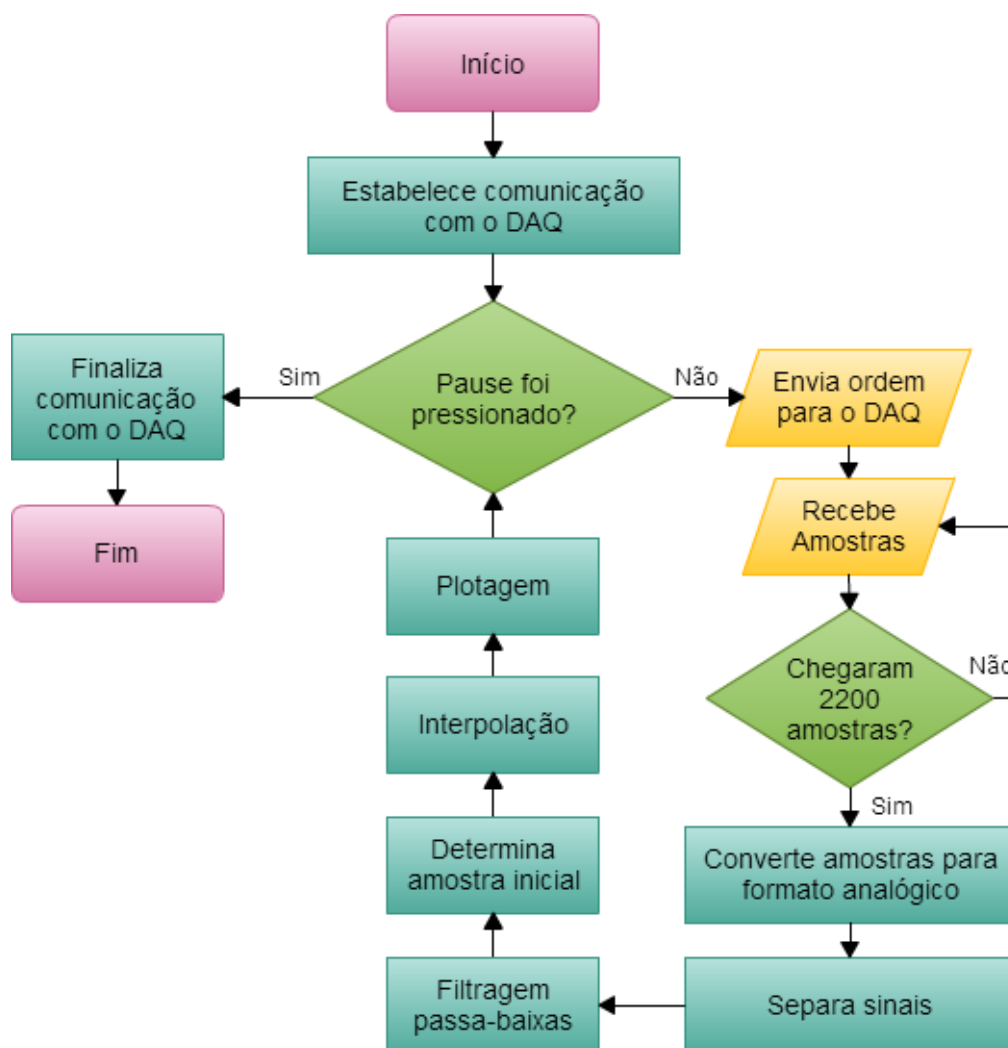 Início
Estabelece comunicação
com o DAQ
Pause foi
pressionado?
Sim
Não
Finaliza
comunicação
com o DAQ
Fim
Envia ordem
para o DAQ
Recebe
Amostras
Chegaram
2200
amostras?
Não
Sim
Converte amostras para
formato analógico
Separa sinais
Filtragem
passa-baixas
Determina
amostra inicial
Interpolação
Plotagem